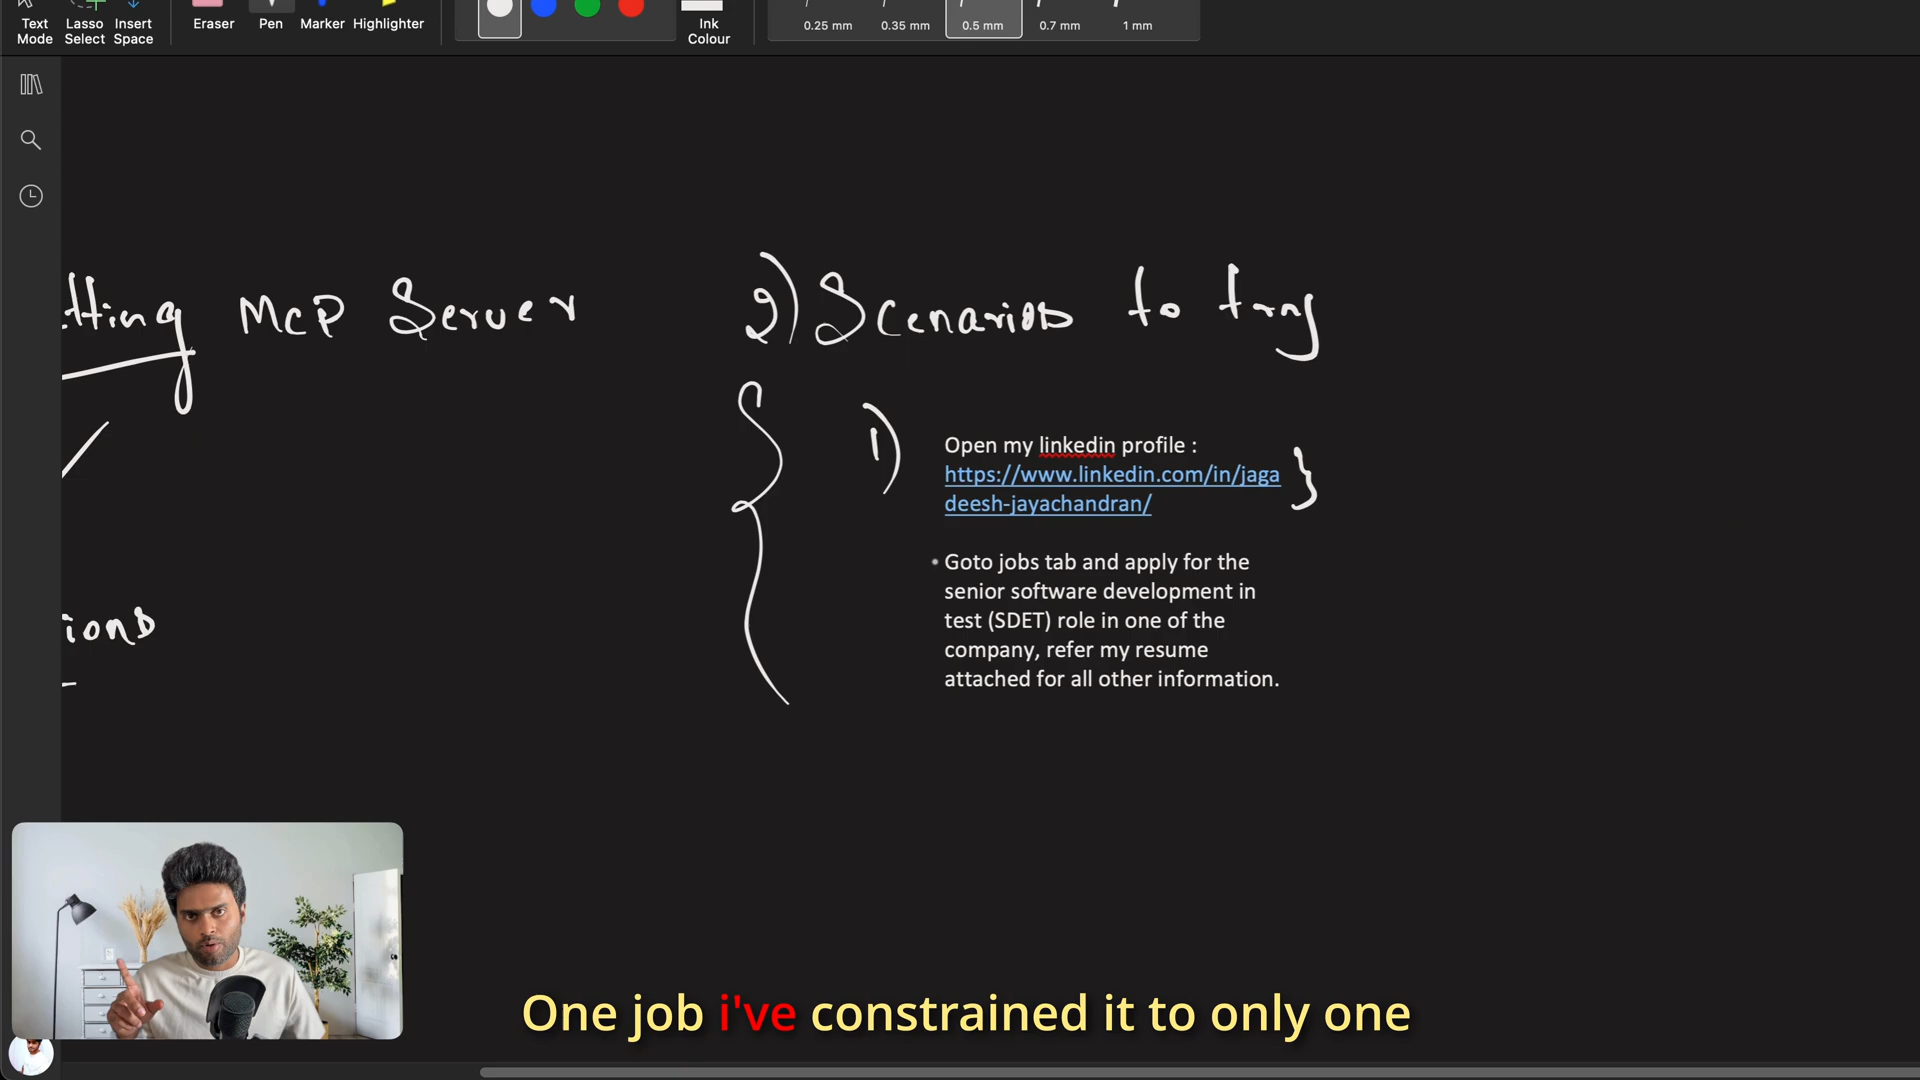 Text
Mode
Lasso
Select
Insert
Space
Eraser
Pen
Marker
Highlighter
Ink
Colour
0.25 mm
0.35 mm
0.5 mm
0.7 mm
1 mm
tting MCP Server
2) Scenarios to try
1)
Open my linkedin profile :
https://www.linkedin.com/in/jaga
deesh-jayachandran/
• Goto jobs tab and apply for the
senior software development in
test (SDET) role in one of the
company, refer my resume
attached for all other information.
ions
One job i've constrained it to only one